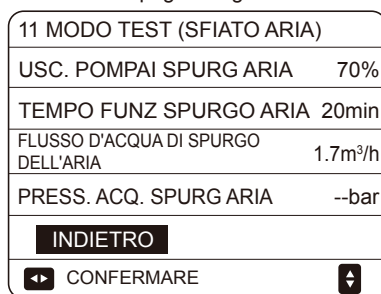 11 MODO TEST (SFIATO ARIA)
USC. POMPAI SPURG ARIA 70%
TEMPO FUNZ SPURGO ARIA 20min
FLUSSO D'ACQUA DI SPURGO
DELL'ARIA 1.7m³/h
PRESS. ACQ. SPURG ARIA --bar
INDIETRO
CONFERMARE